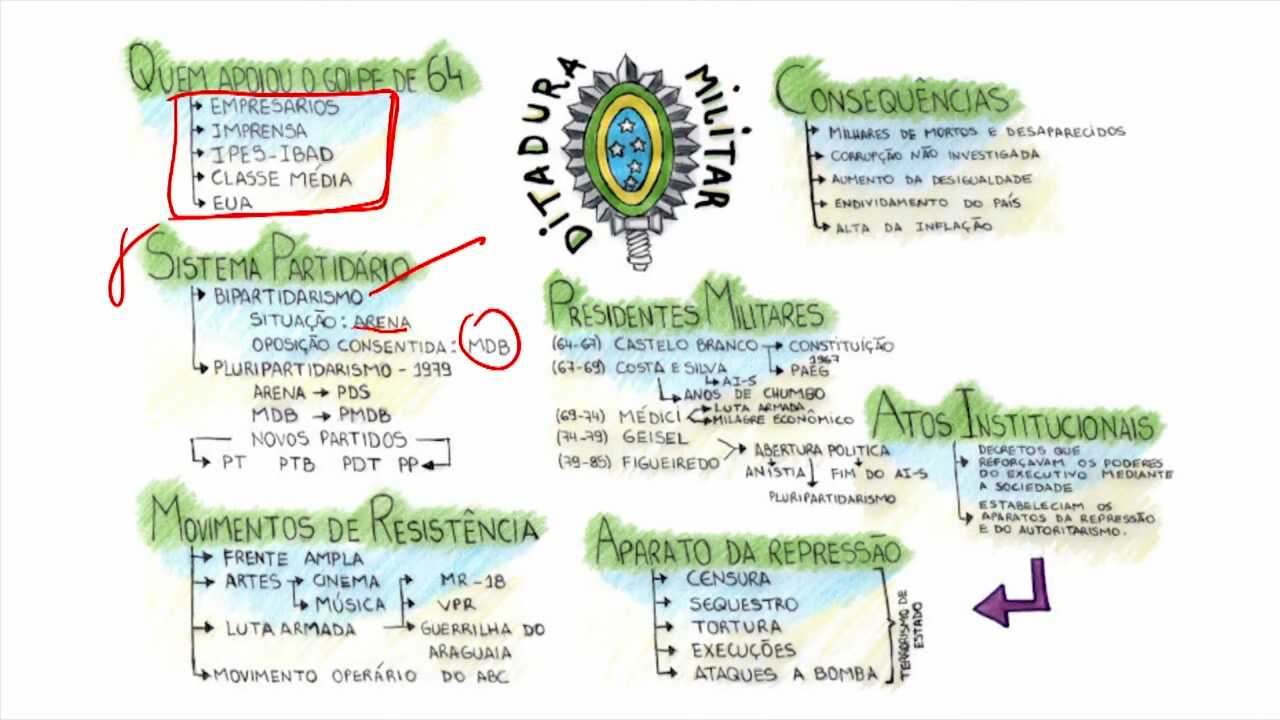 QUEM APOIOU O GOLPE DE 64
EMPRESÁRIOS
IMPRENSA
IPES-IBAD
CLASSE MÉDIA
EUA
DITADURA MILITAR
CONSEQUÊNCIAS
MILHARES DE MORTOS E DESAPARECIDOS
CORRUPÇÃO NÃO INVESTIGADA
AUMENTO DA DESIGUALDADE
ENDIVIDAMENTO DO PAÍS
ALTA DA INFLAÇÃO
SISTEMA PARTIDÁRIO
BIPARTIDARISMO
SITUAÇÃO: ARENA
OPOSIÇÃO CONSENTIDA: MDB
PLURIPARTIDARISMO - 1979
ARENA → PDS
MDB → PMDB
NOVOS PARTIDOS
PT PTB PDT PP
PRESIDENTES MILITARES
(64-67) CASTELO BRANCO → CONSTITUIÇÃO
1967
(67-69) COSTA E SILVA → PAEG
AI-5
ANOS DE CHUMBO
LUTA ARMADA
(69-74) MÉDICI MILAGRE ECONÔMICO
(74-79) GEISEL
ABERTURA POLITICA
(79-85) FIGUEIREDO
ANISTIA FIM DO AI-5
PLURIPARTIDARISMO
ATOS INSTITUCIONAIS
DECRETOS QUE
REFORÇAVAM OS PODERES
DO EXECUTIVO MEDIANTE
A SOCIEDADE
ESTABELECIAM OS
APARATOS DA REPRESSÃO
E DO AUTORITARISMO.
MOVIMENTOS DE RESISTÊNCIA
FRENTE AMPLA
ARTES → CINEMA
MÚSICA
LUTA ARMADA
MR-18
VPR
GUERRILHA DO
ARAGUAIA
MOVIMENTO OPERÁRIO DO ABC
APARATO DA REPRESSÃO
CENSURA
SEQUESTRO
TORTURA
EXECUÇÕES
ATAQUES A BOMBA
TERRORISMO DE
ESTADO